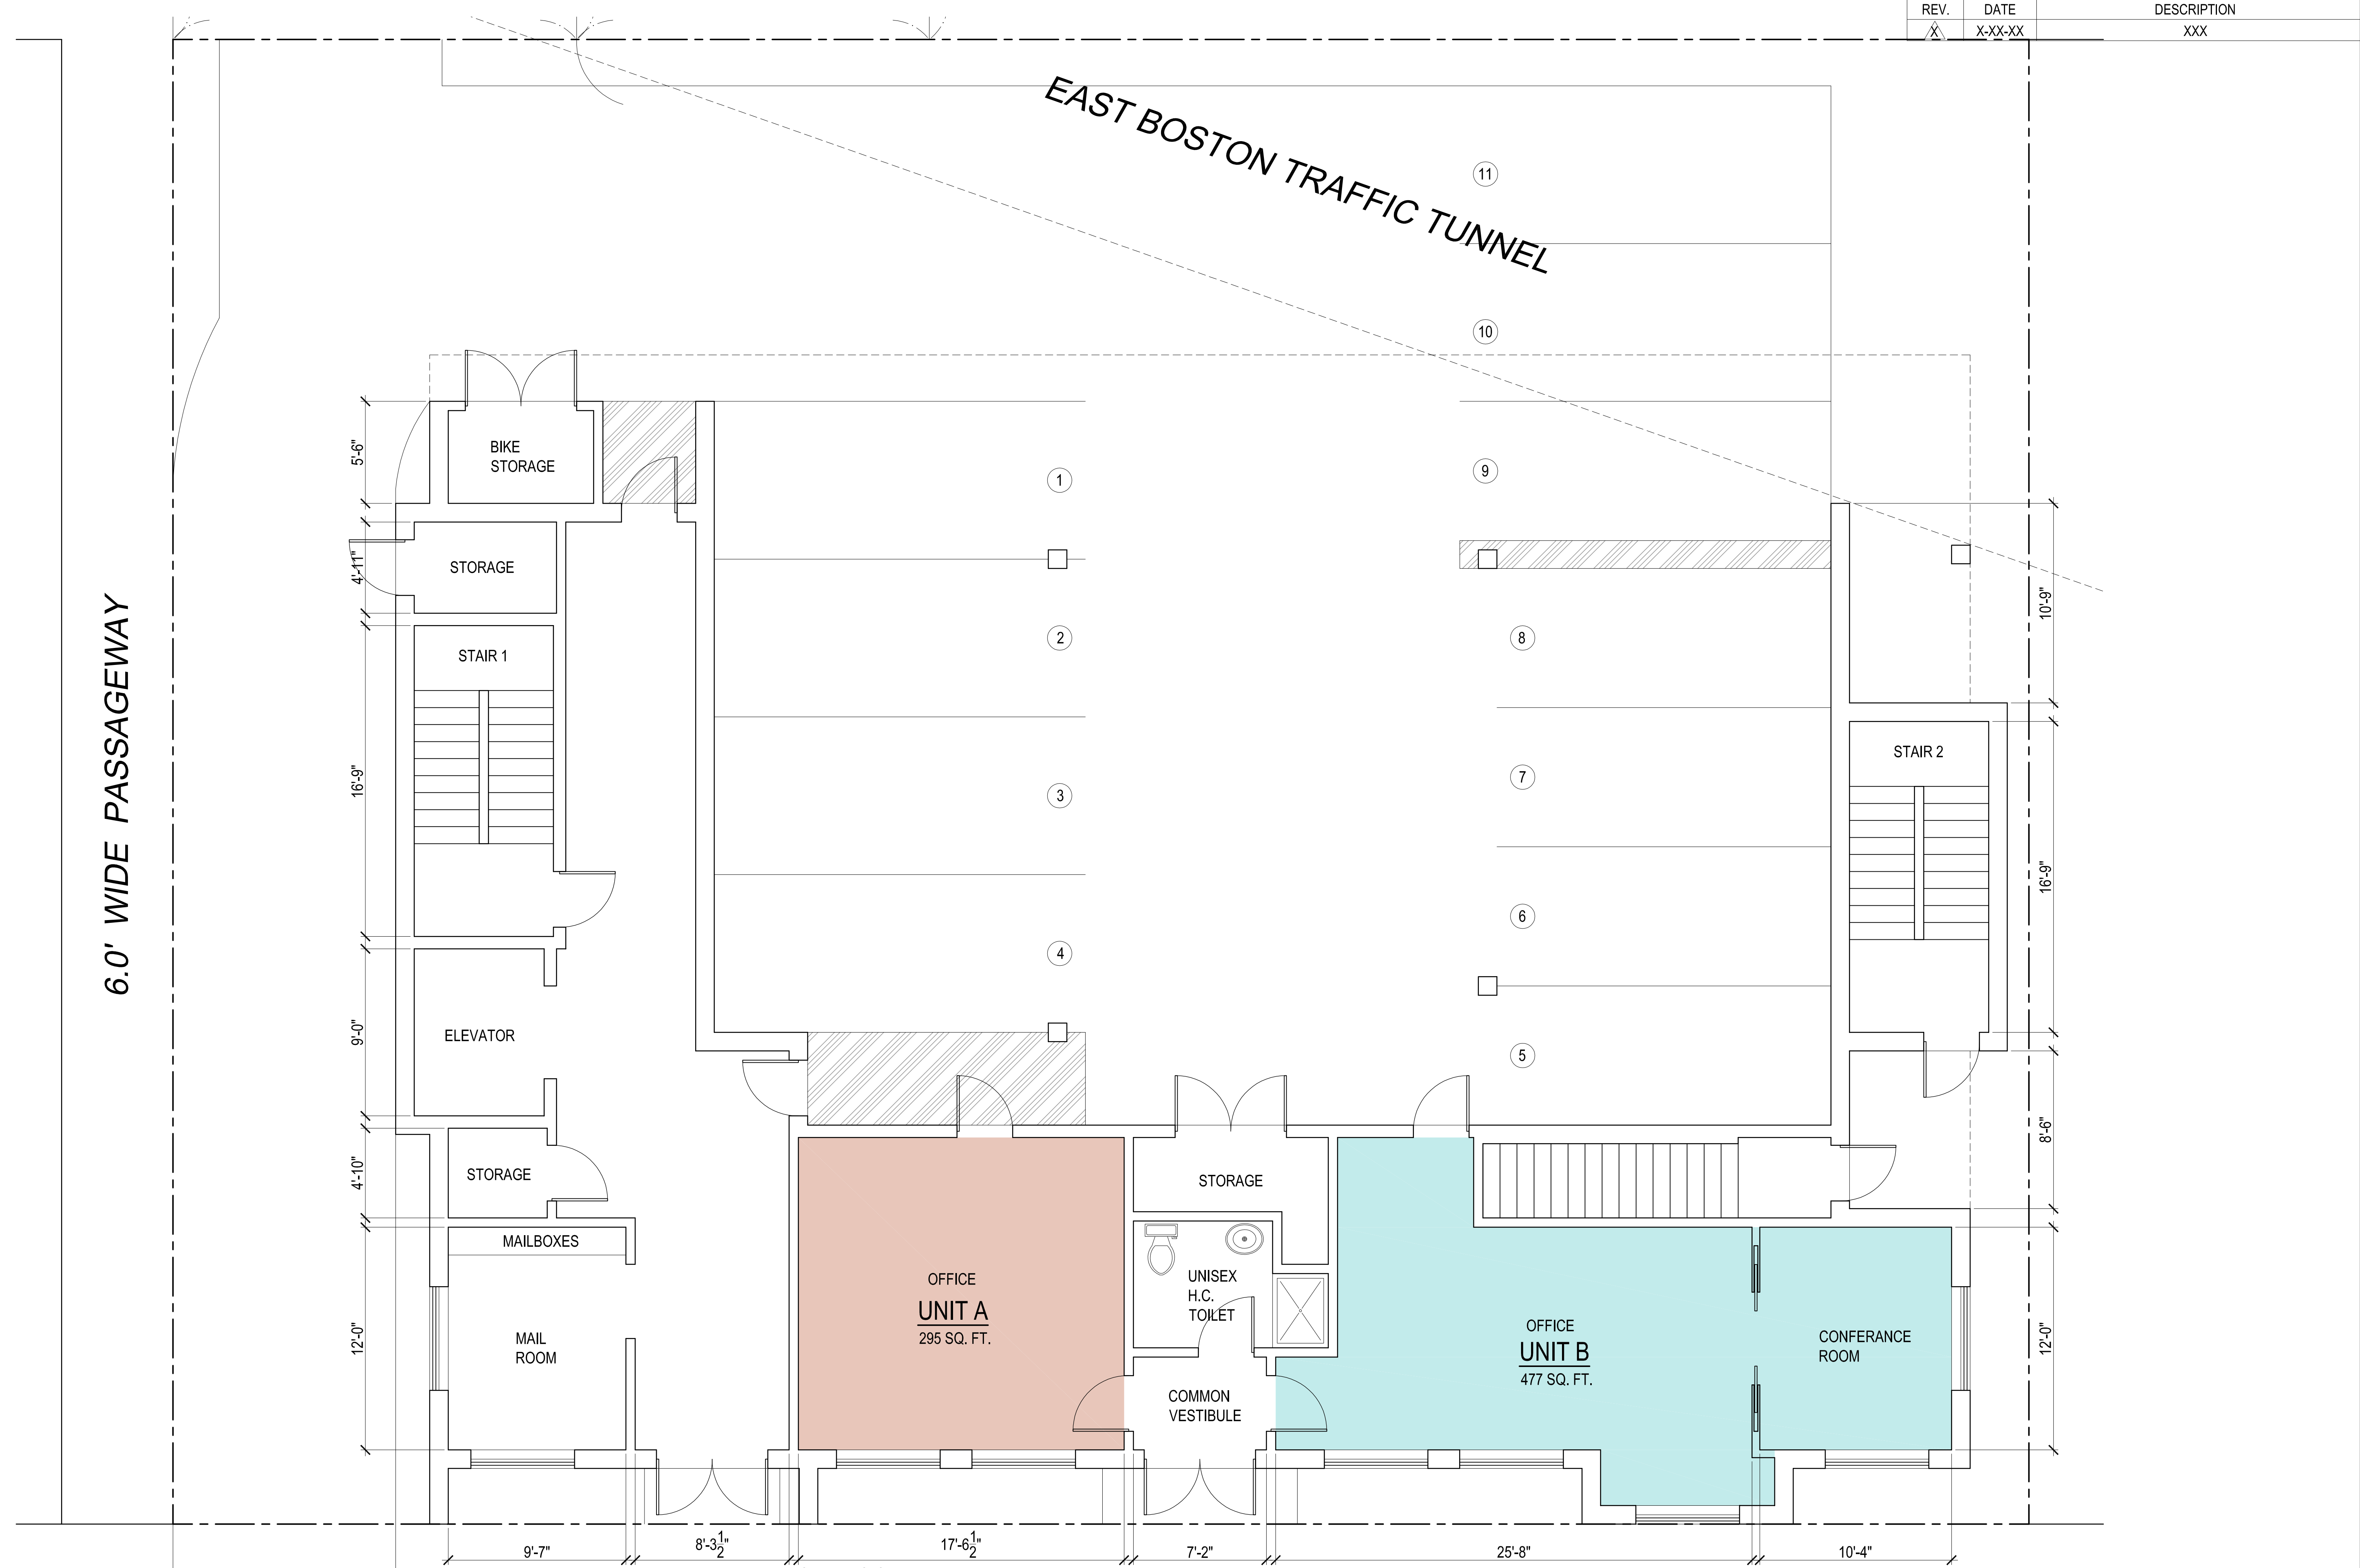 REV. DATE DESCRIPTION
X X-XX-XX XXX
EAST BOSTON TRAFFIC TUNNEL
11
10
BIKE
STORAGE
5'-6"
1
9
STORAGE
4'-11"
10'-9"
6.0' WIDE PASSAGEWAY
2
8
STAIR 1
STAIR 2
16'-9"
3
7
16'-9"
6
4
ELEVATOR
9'-0"
5
8'-6"
STORAGE
4'-10"
STORAGE
MAILBOXES
UNISEX
H.C.
TOILET
OFFICE
UNIT A
295 SQ. FT.
OFFICE
UNIT B
477 SQ. FT.
CONFERANCE
ROOM
MAIL
ROOM
12'-0"
12'-0"
COMMON
VESTIBULE
9'-7" 8'-3 1/2" 17'-6 1/2" 7'-2" 25'-8" 10'-4"